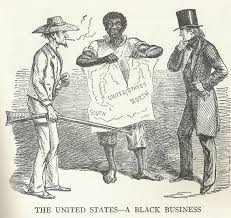 UNITED STATES
NORTH
SOUTH
THE UNITED STATES—A BLACK BUSINESS